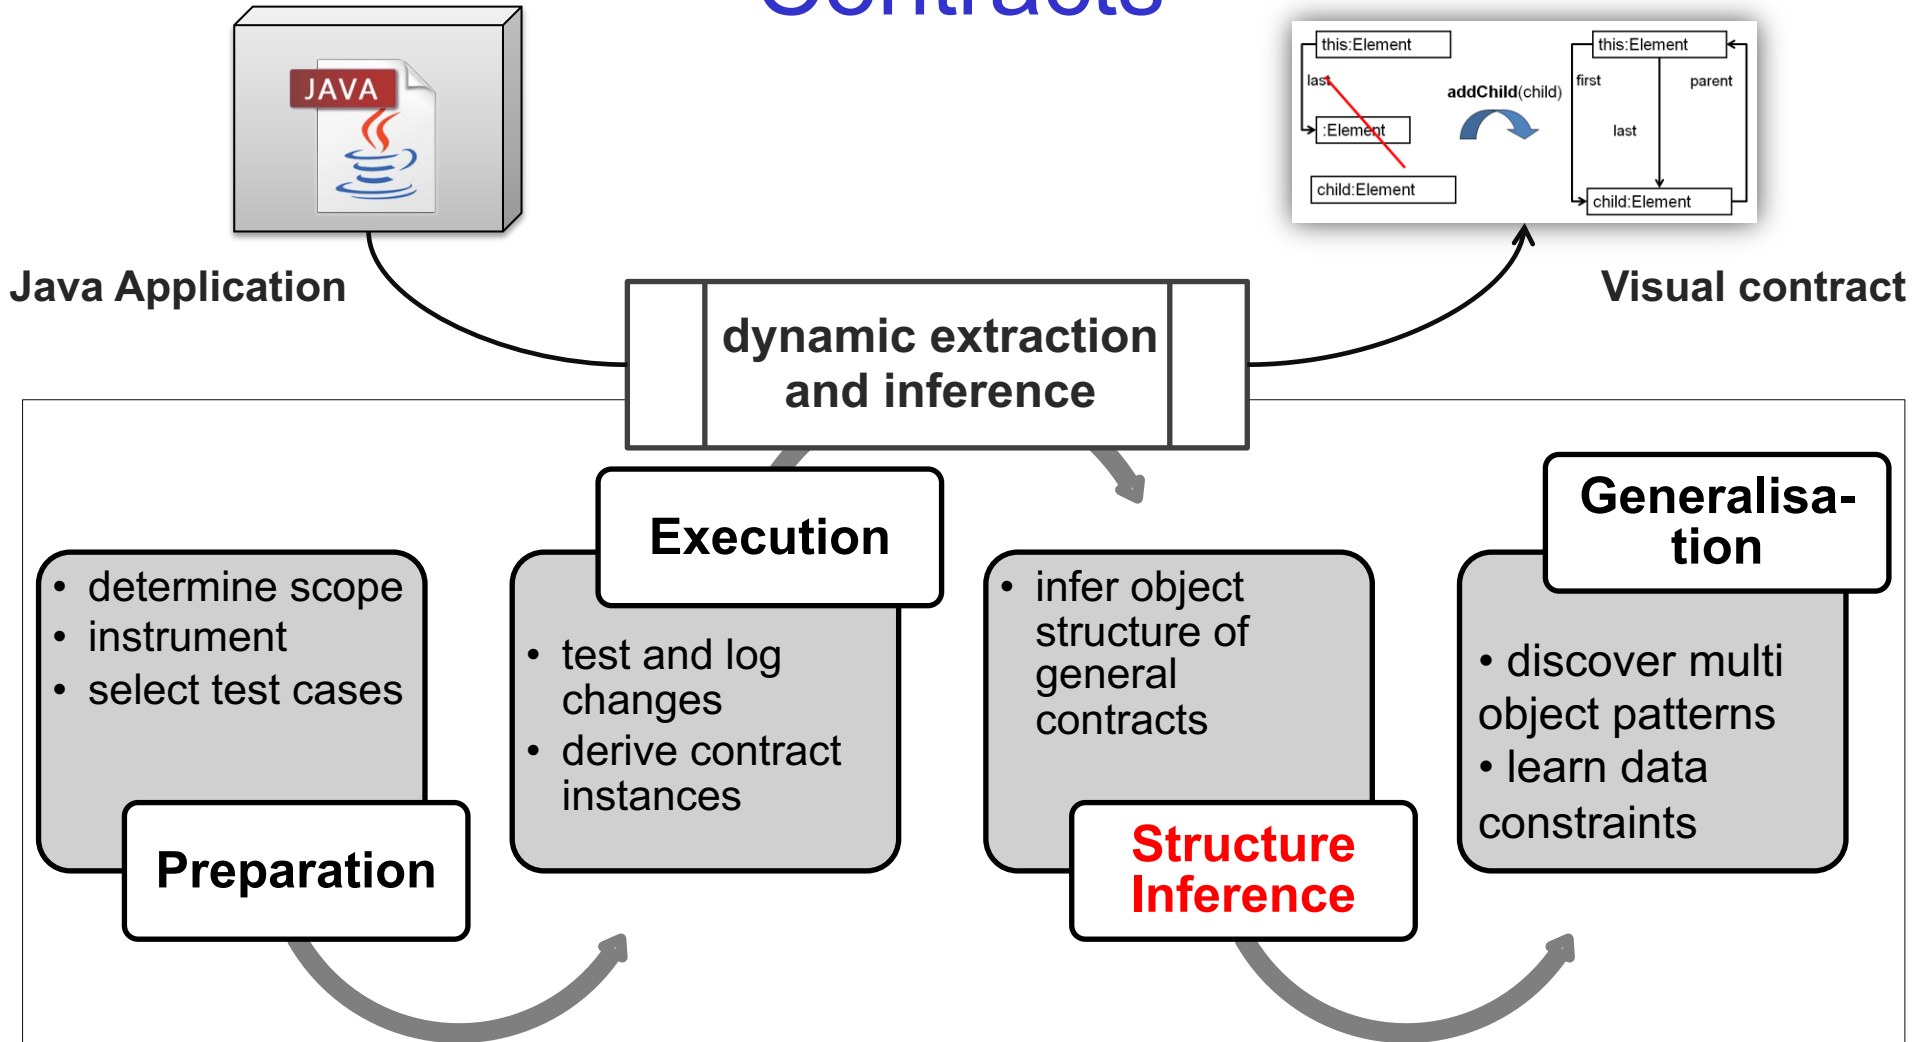 Contracts
JAVA
this:Element
last
:Element
child:Element
addChild(child)
this:Element
first
parent
last
child:Element
Java Application
Visual contract
dynamic extraction
and inference
• determine scope
• instrument
• select test cases
Preparation
Execution
• test and log
changes
• derive contract
instances
• infer object
structure of
general
contracts
Structure
Inference
Generalisa-
tion
• discover multi
object patterns
• learn data
constraints